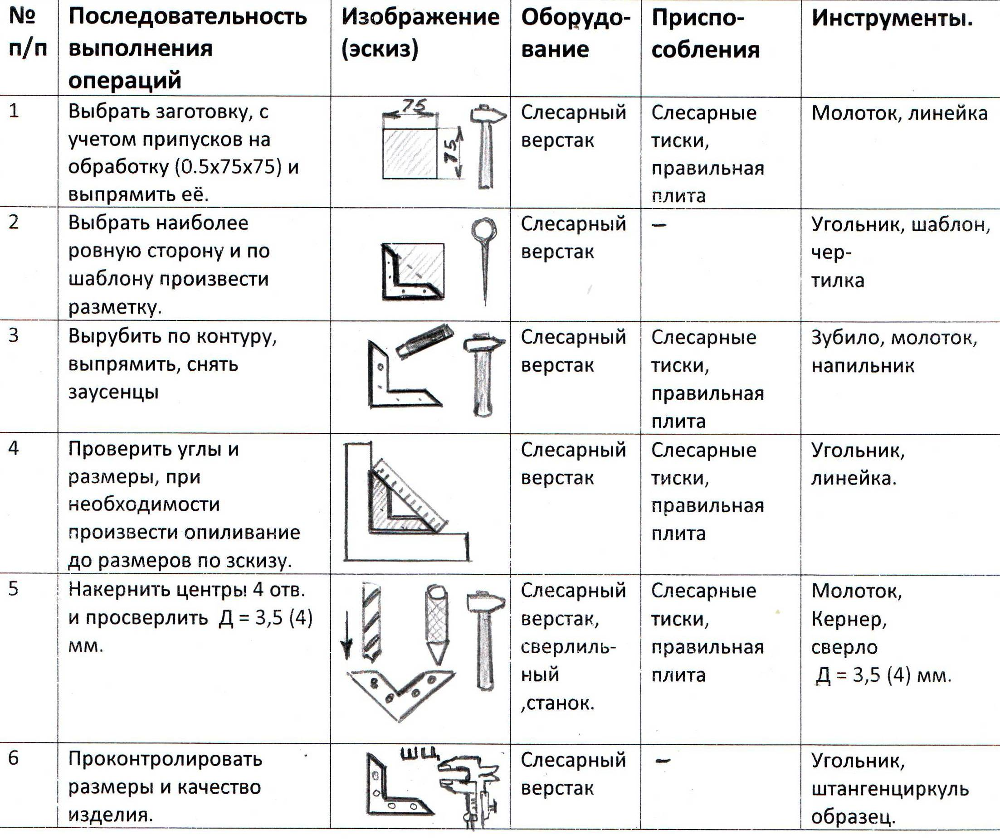 №
п/п
Последовательность
выполнения
операций
Изображение
(эскиз)
Оборудо-
вание
Приспо-
собления
Инструменты.
1
Выбрать заготовку, с
учетом припусков на
обработку (0.5х75х75) и
выпрямить её.
75
75
Слесарный
верстак
Слесарные
тиски,
правильная
плита
Молоток, линейка
2
Выбрать наиболее
ровную сторону и по
шаблону произвести
разметку.
Слесарный
верстак
–
Угольник, шаблон,
чер-
тилка
3
Вырубить по контуру,
выпрямить, снять
заусенцы
Слесарный
верстак
Слесарные
тиски,
правильная
плита
Зубило, молоток,
напильник
4
Проверить углы и
размеры, при
необходимости
произвести опиливание
до размеров по зскизу.
Слесарный
верстак
Слесарные
тиски,
правильная
плита
Угольник,
линейка.
5
Накернить центры 4 отв.
и просверлить Д = 3,5 (4)
мм.
Слесарный
верстак,
сверлиль-
ный
,станок.
Слесарные
тиски,
правильная
плита
Молоток,
Кернер,
сверло
Д = 3,5 (4) мм.
6
Проконтролировать
размеры и качество
изделия.
шц
Слесарный
верстак
–
Угольник,
штангенциркуль
образец.